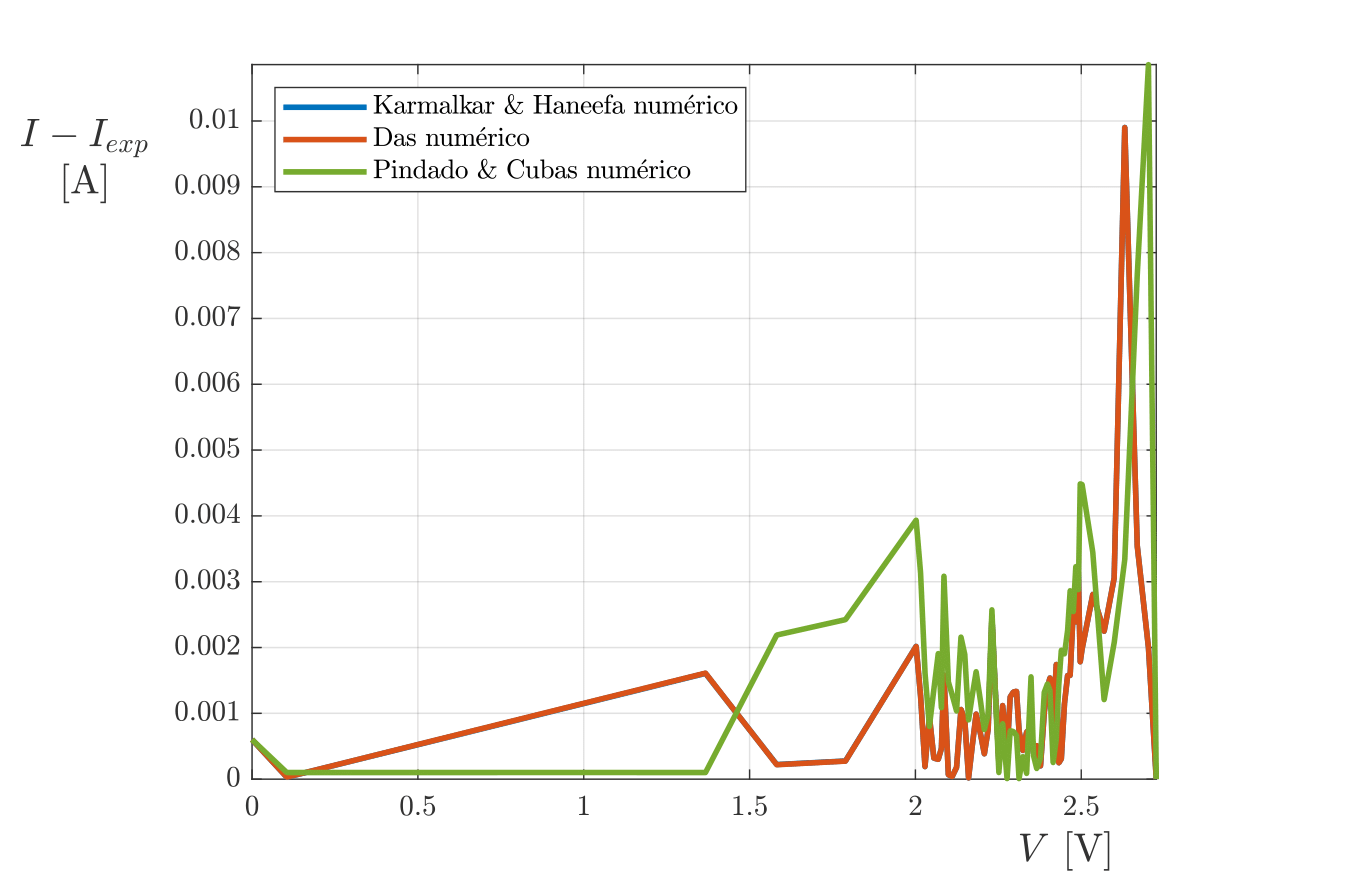 I − I_exp
[A]
0.01
0.009
0.008
0.007
0.006
0.005
0.004
0.003
0.002
0.001
0
Karmalkar & Haneefa numérico
Das numérico
Pindado & Cubas numérico
0 0.5 1 1.5 2 2.5
V [V]